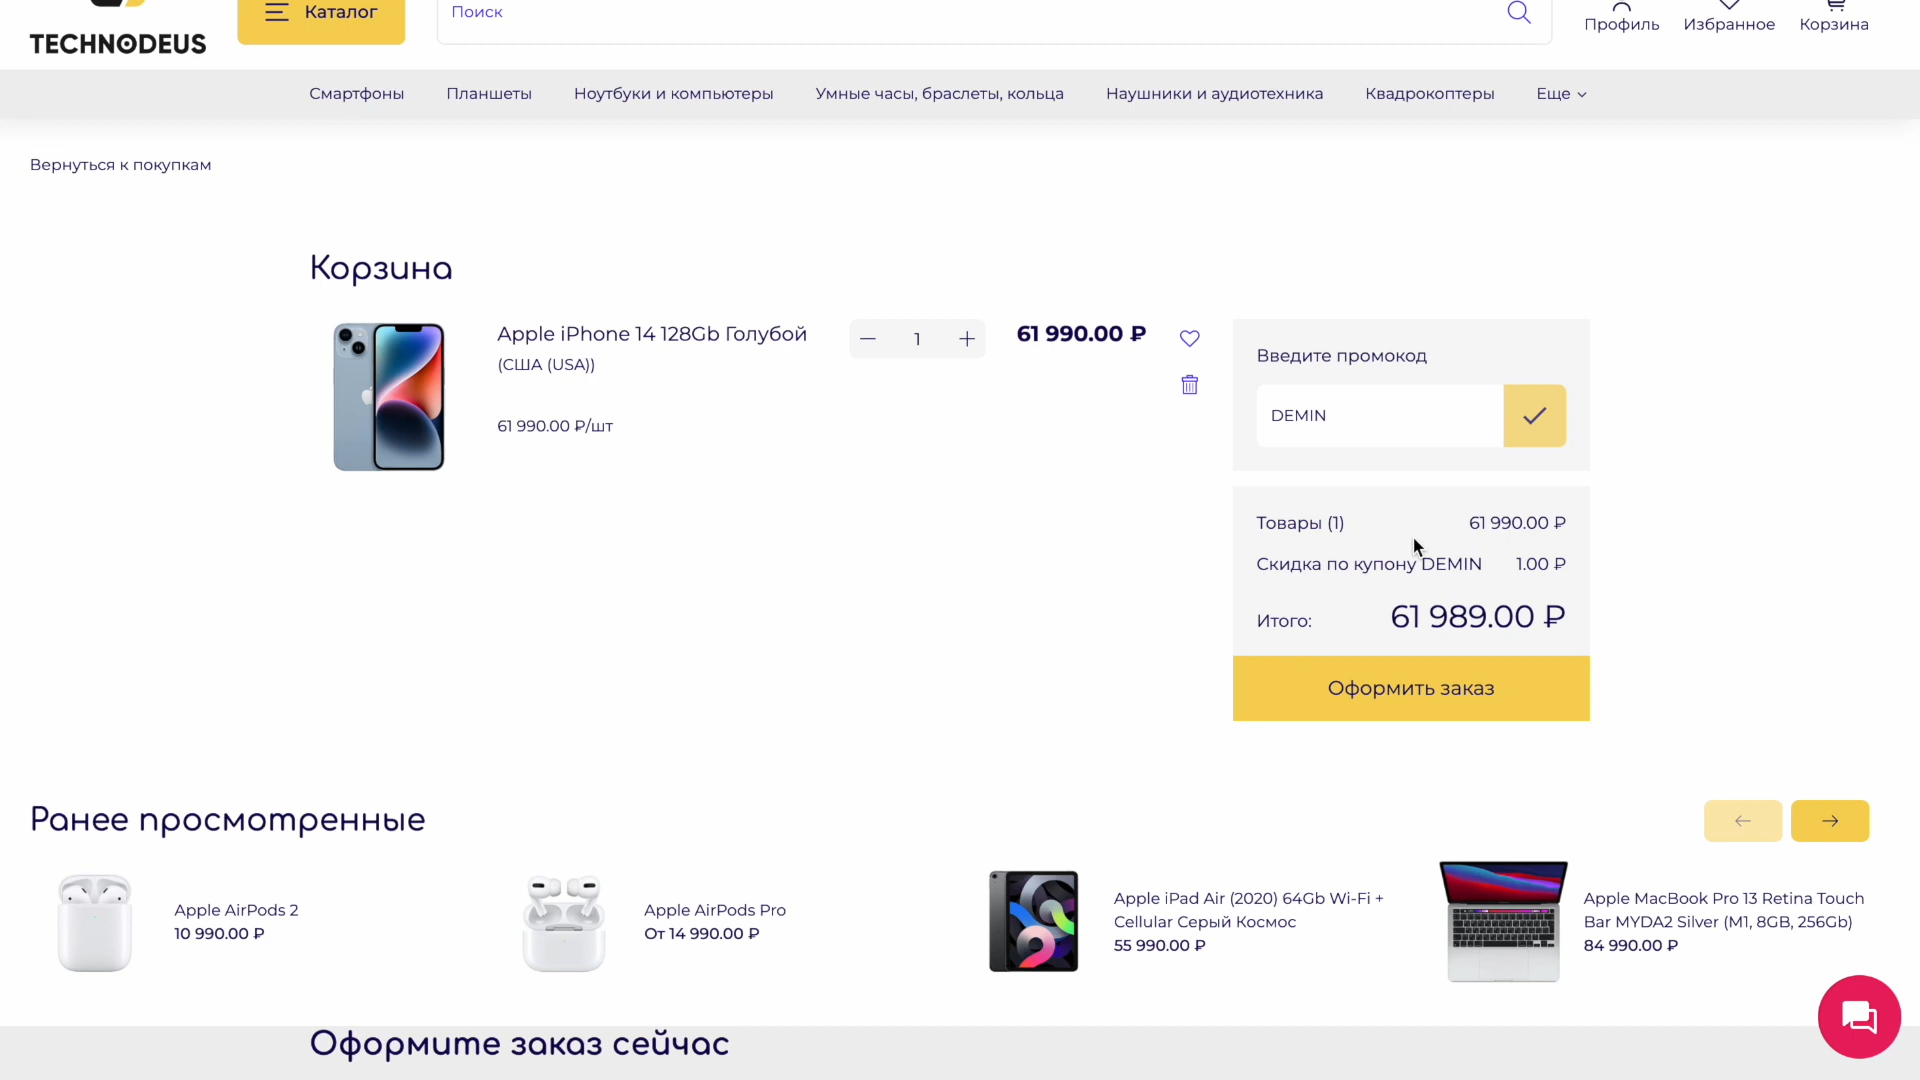 TECHNODEUS
Каталог
Поиск
Профиль
Избранное
Корзина
Смартфоны
Планшеты
Ноутбуки и компьютеры
Умные часы, браслеты, кольца
Наушники и аудиотехника
Квадрокоптеры
Еще
Вернуться к покупкам
Корзина
Apple iPhone 14 128Gb Голубой
(США (USA))
61 990.00 ₽/шт
1
61 990.00 ₽
Введите промокод
DEMIN
Товары (1) 61 990.00 ₽
Скидка по купону DEMIN 1.00 ₽
Итого: 61 989.00 ₽
Оформить заказ
Ранее просмотренные
Apple AirPods 2
10 990.00 ₽
Apple AirPods Pro
От 14 990.00 ₽
Apple iPad Air (2020) 64Gb Wi-Fi +
Cellular Серый Космос
55 990.00 ₽
Apple MacBook Pro 13 Retina Touch
Bar MYDA2 Silver (M1, 8GB, 256Gb)
84 990.00 ₽
Оформите заказ сейчас